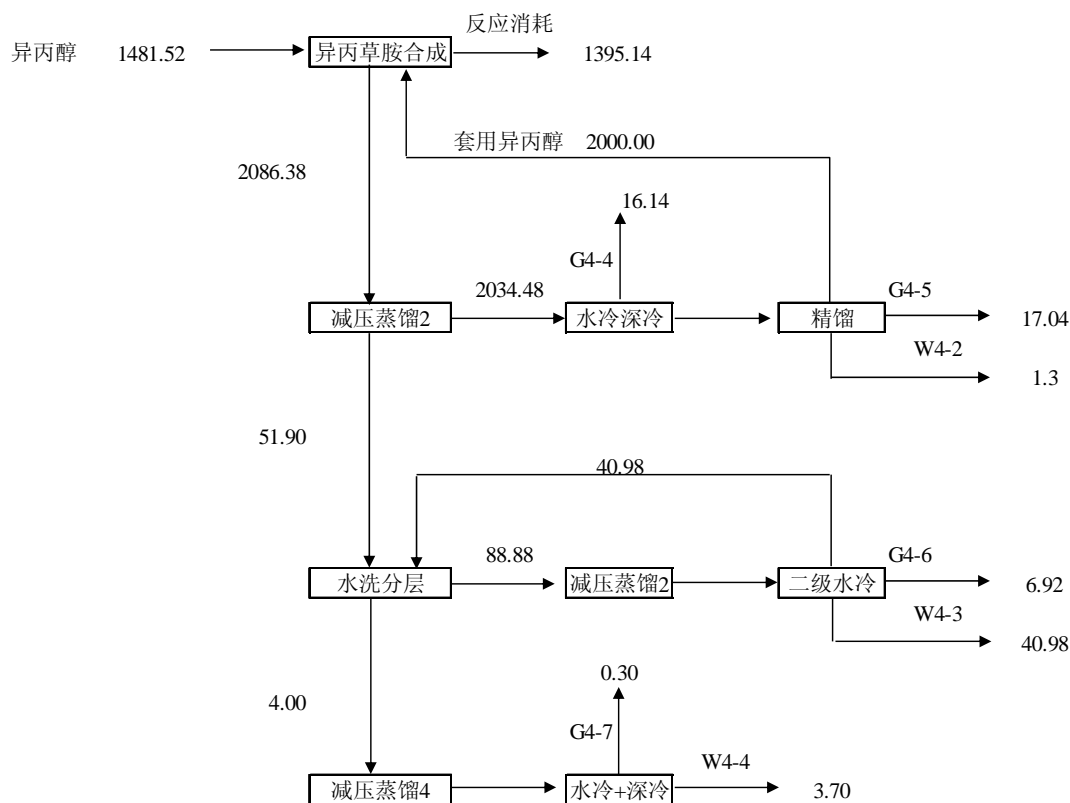 反应消耗
异丙醇 1481.52 异丙草胺合成 1395.14
套用异丙醇 2000.00
2086.38
16.14
G4-4
2034.48 G4-5
减压蒸馏2 水冷深冷 精馏 17.04
W4-2
1.3
51.90
40.98
88.88 G4-6
水洗分层 减压蒸馏2 二级水冷 6.92
W4-3
40.98
0.30
4.00
G4-7
W4-4
减压蒸馏4 水冷+深冷 3.70